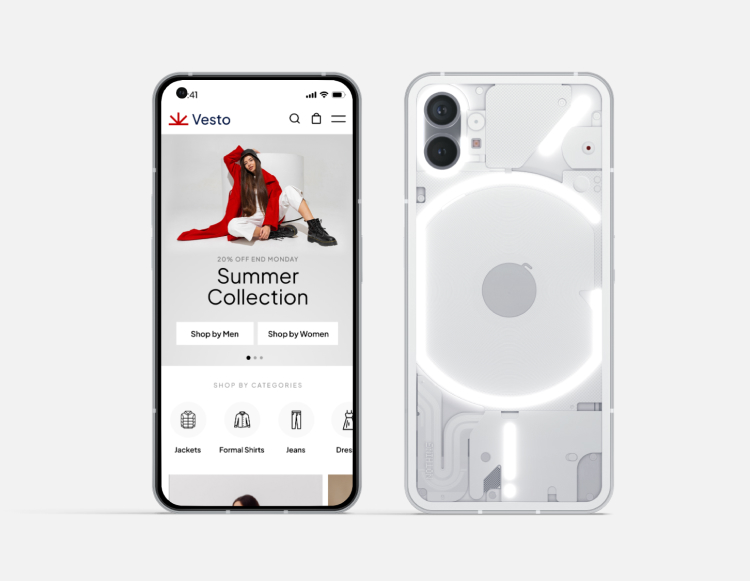 :41
Vesto
20% OFF END MONDAY
Summer
Collection
Shop by Men
Shop by Women
SHOP BY CATEGORIES
Jackets
Formal Shirts
Jeans
Dres